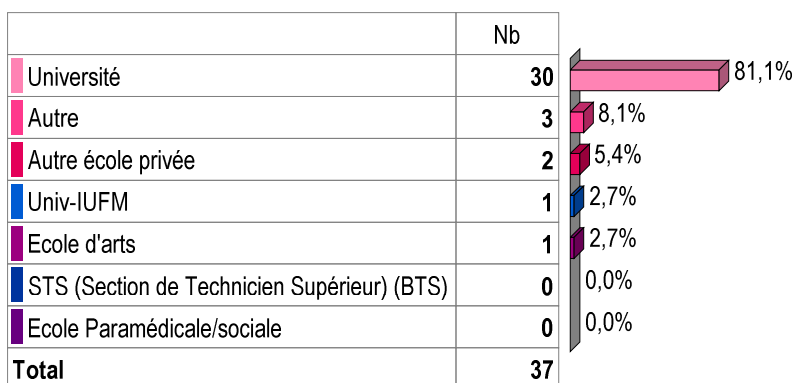 Nb
Université 30 81,1%
Autre 3 8,1%
Autre école privée 2 5,4%
Univ-IUFM 1 2,7%
Ecole d'arts 1 2,7%
STS (Section de Technicien Supérieur) (BTS) 0 0,0%
Ecole Paramédicale/sociale 0 0,0%
Total 37